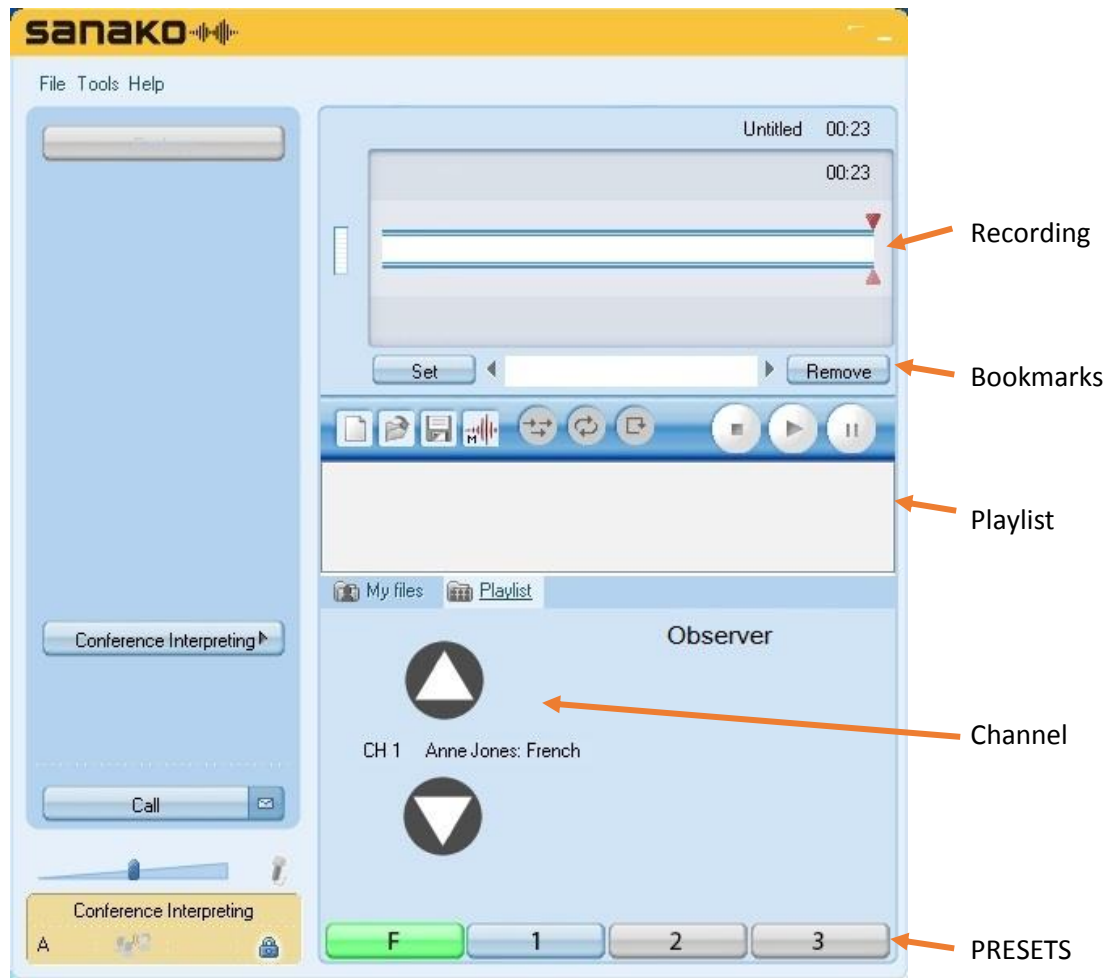 sanako
File Tools Help
Untitled 00:23
00:23
Recording
Set
Remove
Bookmarks
M
Playlist
My files Playlist
Conference Interpreting
Observer
CH 1 Anne Jones: French
Channel
Call
Conference Interpreting
A
F 1 2 3
PRESETS